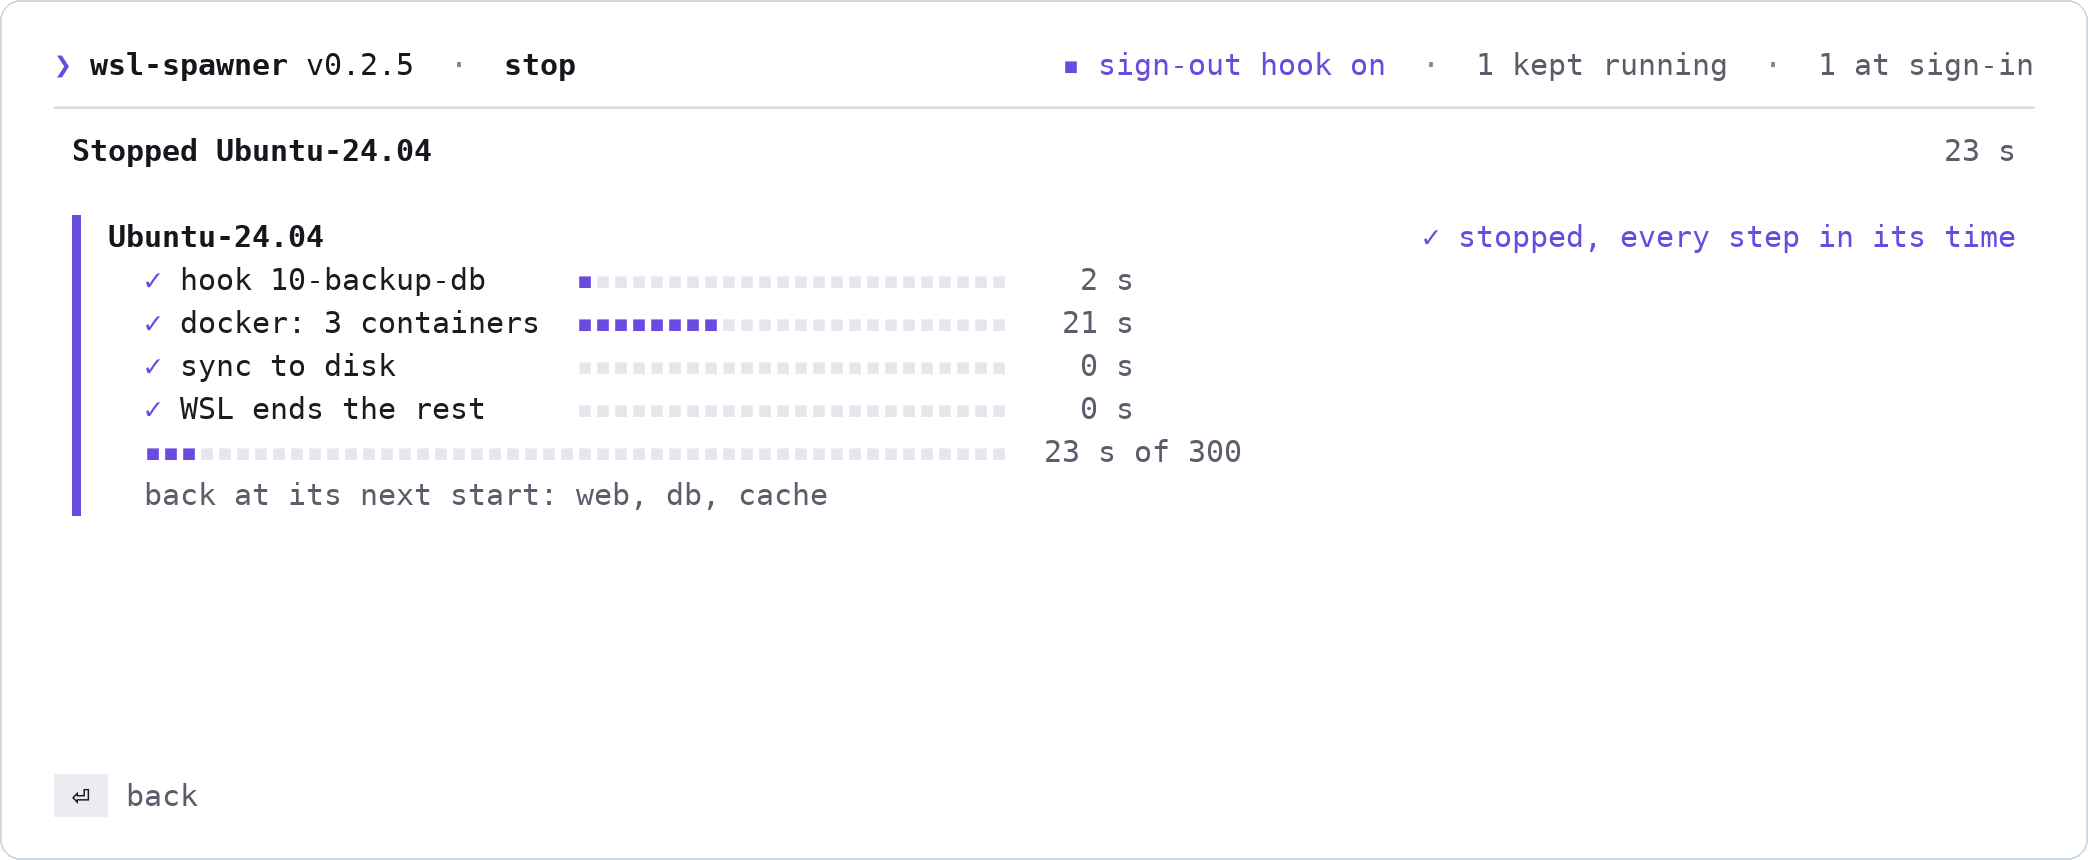 ❯ wsl-spawner v0.2.5 · stop ▪ sign-out hook on · 1 kept running · 1 at sign-in
Stopped Ubuntu-24.04 23 s
Ubuntu-24.04 ✓ stopped, every step in its time
✓ hook 10-backup-db 2 s
✓ docker: 3 containers 21 s
✓ sync to disk 0 s
✓ WSL ends the rest 0 s
23 s of 300
back at its next start: web, db, cache
⏎ back